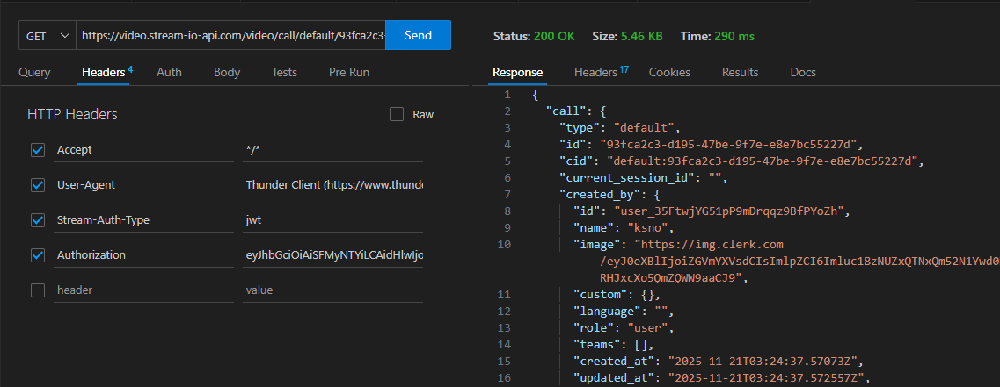 GET https://video.stream-io-api.com/video/call/default/93fca2c3- Send
Query Headers 4 Auth Body Tests Pre Run
HTTP Headers Raw
Accept */*
User-Agent Thunder Client (https://www.thunde
Stream-Auth-Type jwt
Authorization eyJhbGciOiAiSFMyNTYiLCAidHlwIjo
header value
Status: 200 OK Size: 5.46 KB Time: 290 ms
Response Headers 17 Cookies Results Docs
1 {
2 "call": {
3 "type": "default",
4 "id": "93fca2c3-d195-47be-9f7e-e8e7bc55227d",
5 "cid": "default:93fca2c3-d195-47be-9f7e-e8e7bc55227d",
6 "current_session_id": "",
7 "created_by": {
8 "id": "user_35FtwjYG51pP9mDrqqz9BfPYoZh",
9 "name": "ksno",
10 "image": "https://img.clerk.com
/eyJ0eXBlIjoiZGVmYXVsdCIsImlpZCI6Imluc18zNUZxQTNxQm52N1Ywd0
RHJxcXo5QmZQWW9aaCJ9",
11 "custom": {},
12 "language": "",
13 "role": "user",
14 "teams": [],
15 "created_at": "2025-11-21T03:24:37.57073Z",
16 "updated_at": "2025-11-21T03:24:37.572557Z",